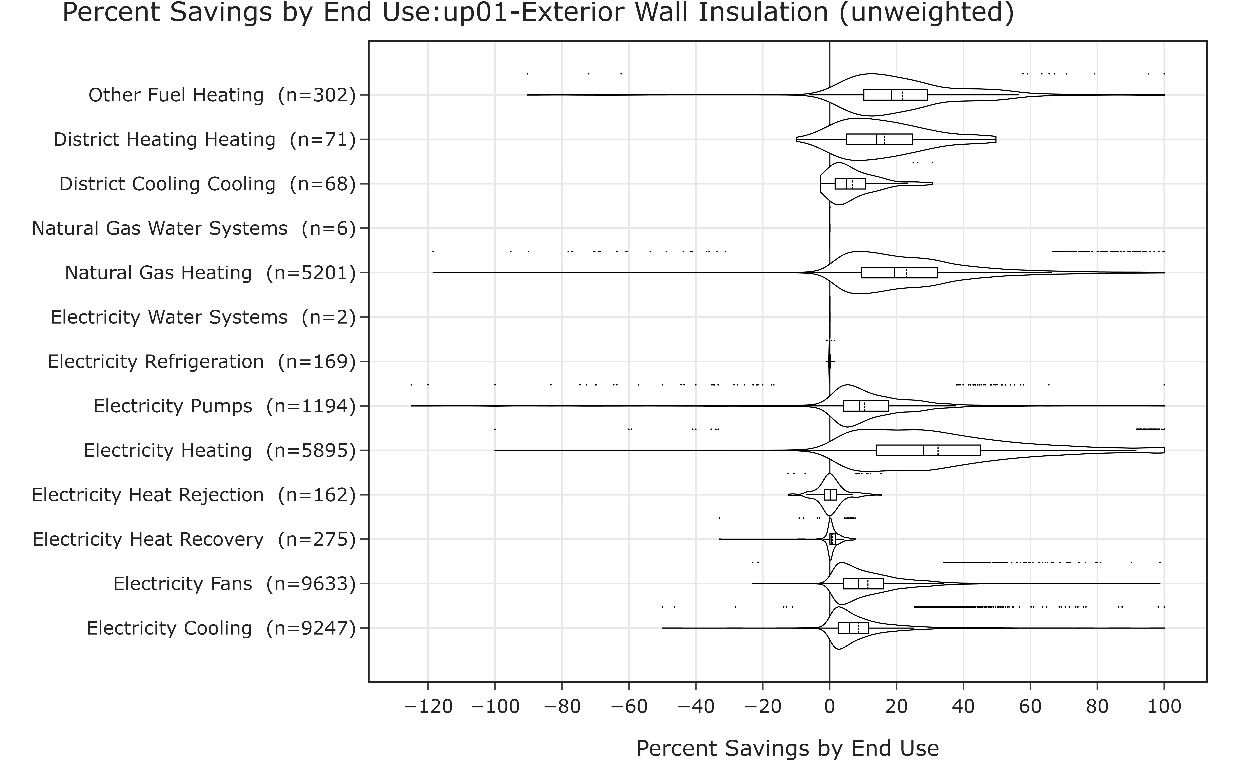 Percent Savings by End Use:up01-Exterior Wall Insulation (unweighted)
Other Fuel Heating (n=302)
District Heating Heating (n=71)
District Cooling Cooling (n=68)
Natural Gas Water Systems (n=6)
Natural Gas Heating (n=5201)
Electricity Water Systems (n=2)
Electricity Refrigeration (n=169)
Electricity Pumps (n=1194)
Electricity Heating (n=5895)
Electricity Heat Rejection (n=162)
Electricity Heat Recovery (n=275)
Electricity Fans (n=9633)
Electricity Cooling (n=9247)
−120 −100 −80 −60 −40 −20 0 20 40 60 80 100
Percent Savings by End Use